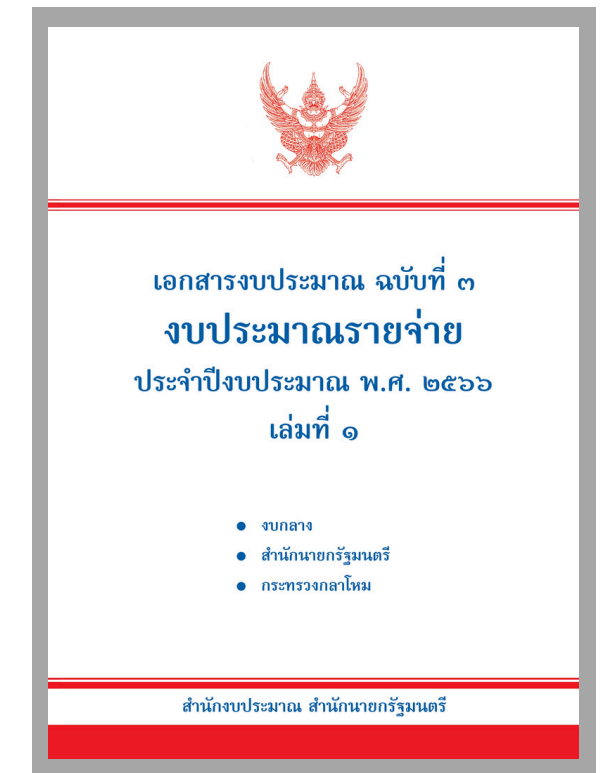 เอกสารงบประมาณ ฉบับที่ ๓
งบประมาณรายจ่าย
ประจำปีงบประมาณ พ.ศ. ๒๕๖๖
เล่มที่ ๑
● งบกลาง
● สำนักนายกรัฐมนตรี
● กระทรวงกลาโหม
สำนักงบประมาณ สำนักนายกรัฐมนตรี